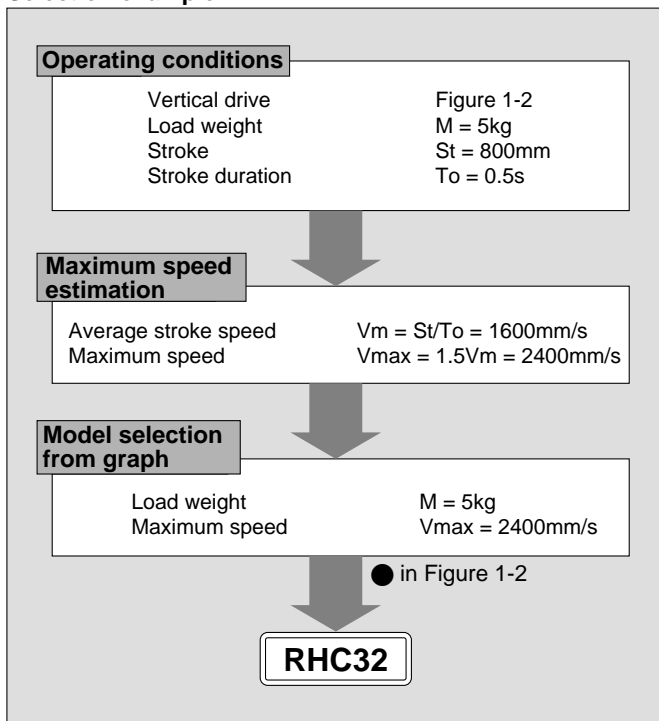 Operating conditions
Vertical drive Figure 1-2
Load weight M = 5kg
Stroke St = 800mm
Stroke duration To = 0.5s
Maximum speed
estimation
Average stroke speed Vm = St/To = 1600mm/s
Maximum speed Vmax = 1.5Vm = 2400mm/s
Model selection
from graph
Load weight M = 5kg
Maximum speed Vmax = 2400mm/s
● in Figure 1-2
RHC32